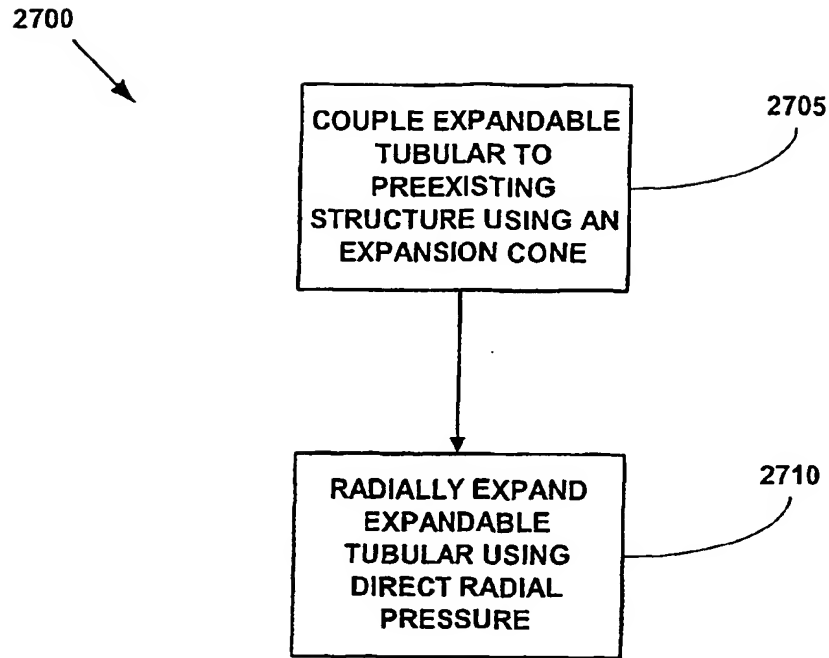 2700
2705
COUPLE EXPANDABLE
TUBULAR TO
PREEXISTING
STRUCTURE USING AN
EXPANSION CONE
2710
RADIALLY EXPAND
EXPANDABLE
TUBULAR USING
DIRECT RADIAL
PRESSURE